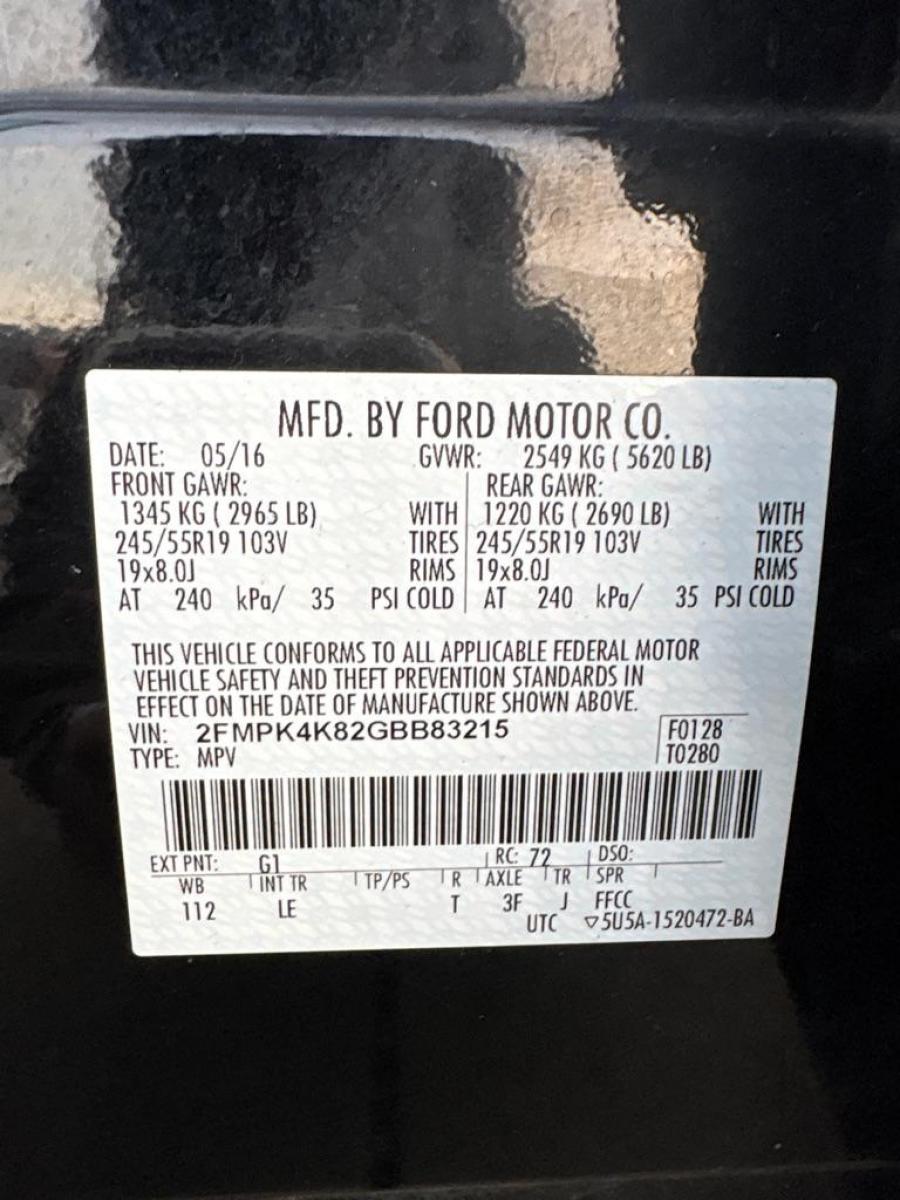 MFD. BY FORD MOTOR CO.
DATE: 05/16 GVWR: 2549 KG ( 5620 LB)
FRONT GAWR: REAR GAWR:
1345 KG ( 2965 LB) WITH 1220 KG ( 2690 LB) WITH
245/55R19 103V TIRES 245/55R19 103V TIRES
19x8.0J RIMS 19x8.0J RIMS
AT 240 kPa/ 35 PSI COLD AT 240 kPa/ 35 PSI COLD
THIS VEHICLE CONFORMS TO ALL APPLICABLE FEDERAL MOTOR
VEHICLE SAFETY AND THEFT PREVENTION STANDARDS IN
EFFECT ON THE DATE OF MANUFACTURE SHOWN ABOVE.
VIN: 2FMPK4K82GBB83215 F0128
TYPE: MPV T0280
EXT PNT: G1 RC: 72 DSO:
WB INT TR TP/PS R AXLE TR SPR
112 LE T 3F J FFCC
UTC ▽5U5A-1520472-BA